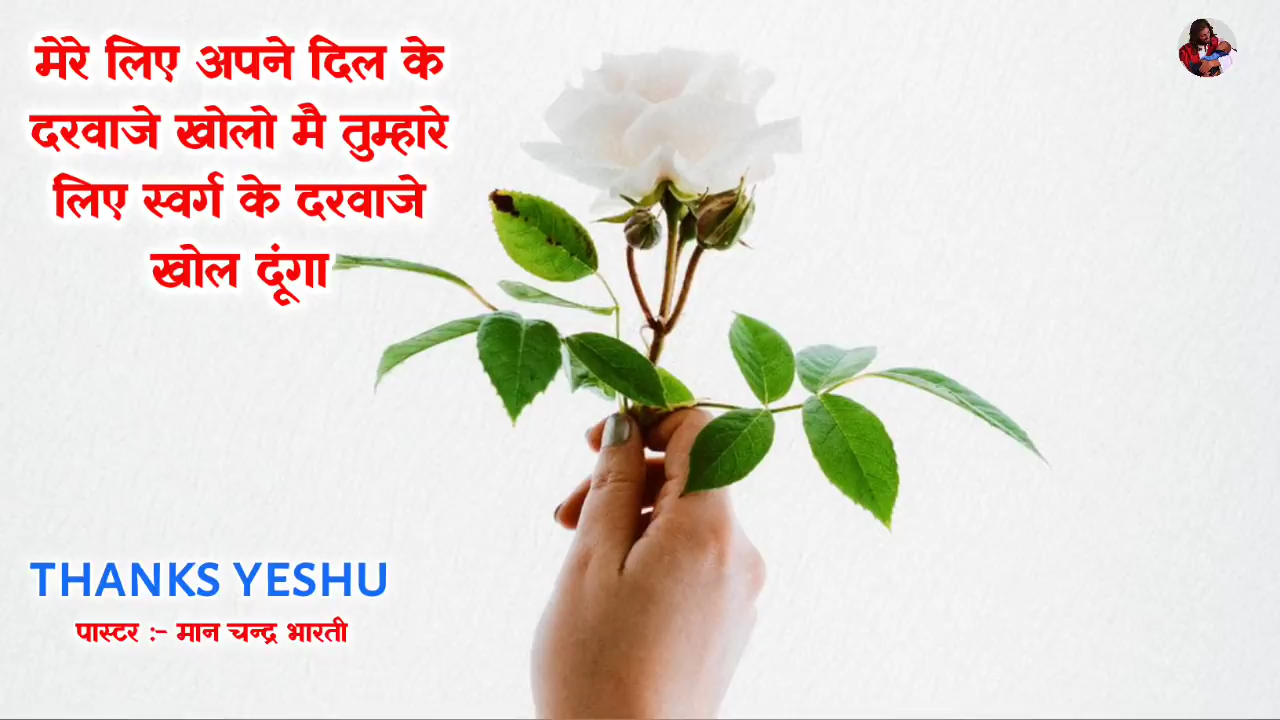 मेरे लिए अपने दिल के
दरवाजे खोलो मै तुम्हारे
लिए स्वर्ग के दरवाजे
खोल दूंगा
THANKS YESHU
पास्टर :- मान चन्द्र भारती